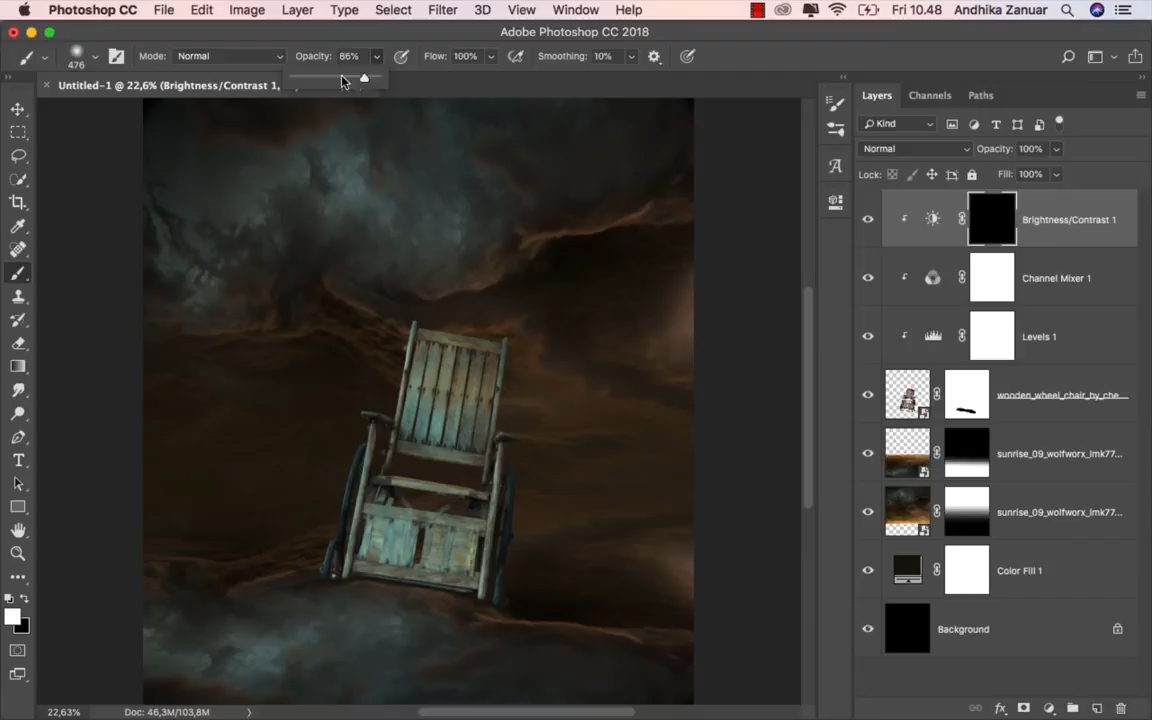 Photoshop CC File Edit Image Layer Type Select Filter 3D View Window Help Fri 10.48 Andhika Zanuar
Adobe Photoshop CC 2018
476 Mode: Normal Opacity: 86% Flow: 100% Smoothing: 10%
Untitled-1 @ 22,6% (Brightness/Contrast 1,
Layers Channels Paths
Kind
Normal Opacity: 100%
Lock: Fill: 100%
Brightness/Contrast 1
Channel Mixer 1
Levels 1
wooden_wheel_chair_by_che...
sunrise_09_wolfworx_lmk77...
sunrise_09_wolfworx_lmk77...
Color Fill 1
Background
22,63% Doc: 46,3M/103,8M